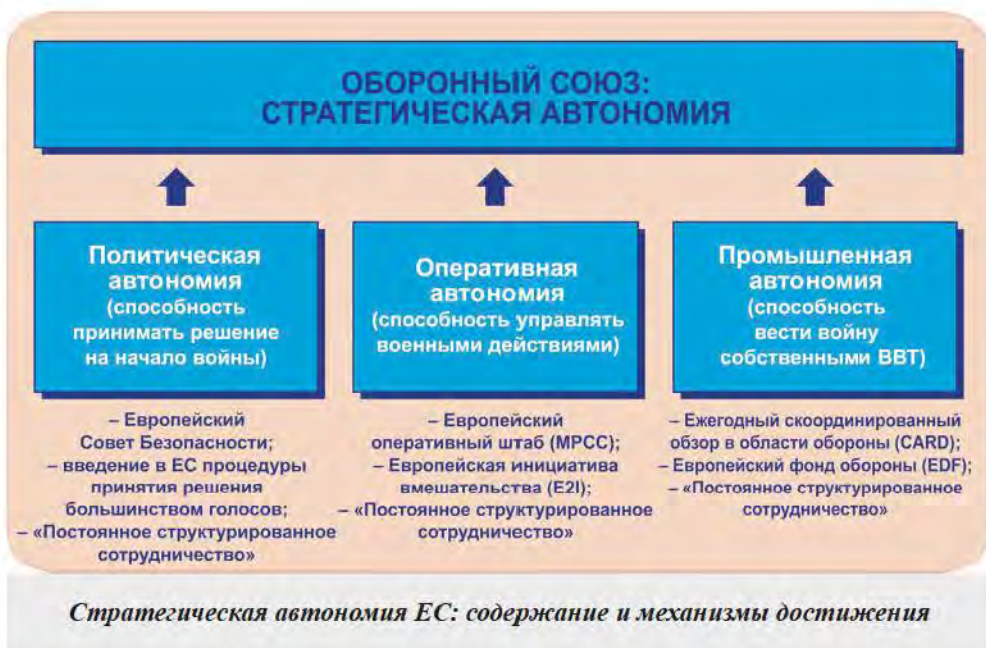 ОБОРОННЫЙ СОЮЗ:
СТРАТЕГИЧЕСКАЯ АВТОНОМИЯ
Политическая
автономия
(способность
принимать решение
на начало войны)
– Европейский
Совет Безопасности;
– введение в ЕС процедуры
принятия решения
большинством голосов;
– «Постоянное структурированное
сотрудничество»
Оперативная
автономия
(способность управлять
военными действиями)
– Европейский
оперативный штаб (MPCC);
– Европейская инициатива
вмешательства (E2I);
– «Постоянное структурированное
сотрудничество»
Промышленная
автономия
(способность
вести войну
собственными ВВТ)
– Ежегодный скоординированный
обзор в области обороны (CARD);
– Европейский фонд обороны (EDF);
– «Постоянное структурированное
сотрудничество»
Стратегическая автономия ЕС: содержание и механизмы достижения